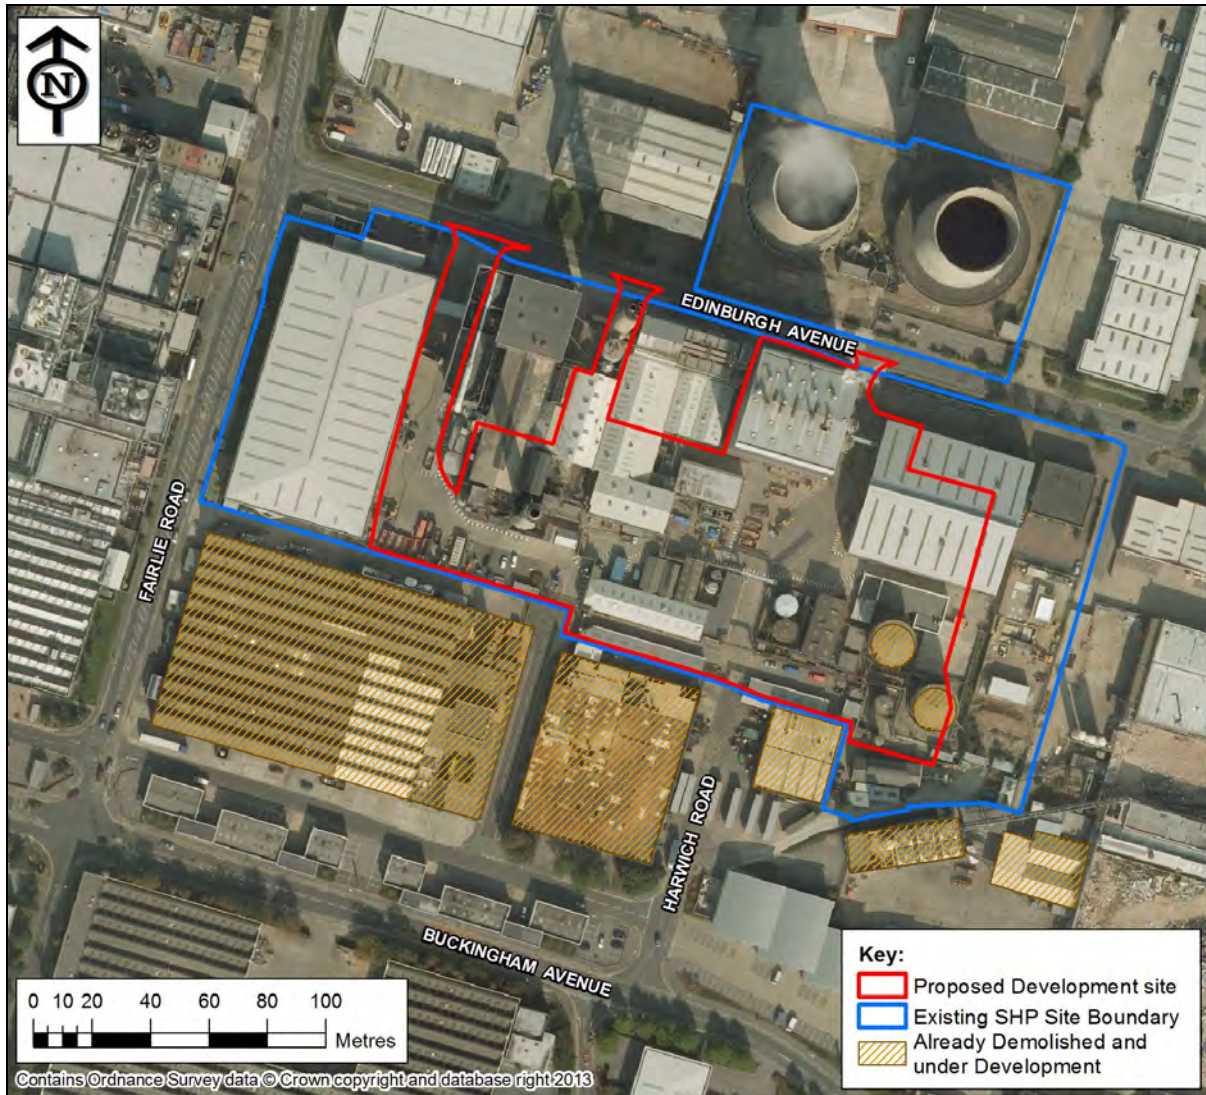 N
EDINBURGH AVENUE
FAIRLIE ROAD
HARWICH ROAD
BUCKINGHAM AVENUE
0 10 20 40 60 80 100
Metres
Contains Ordnance Survey data © Crown copyright and database right 2013
Key:
Proposed Development site
Existing SHP Site Boundary
Already Demolished and
under Development